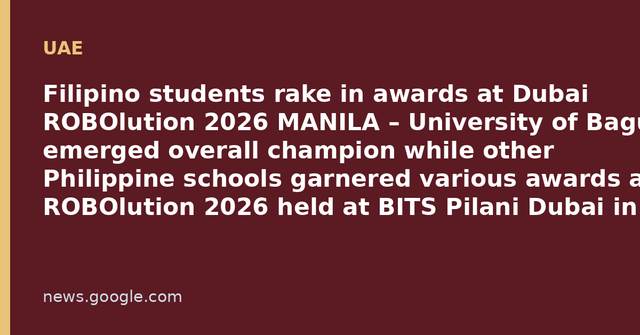 UAE
Filipino students rake in awards at Dubai
ROBOlution 2026 MANILA – University of
emerged overall champion while other
Philippine schools garnered various awards
ROBOlution 2026 held at BITS Pilani Dubai in
news.google.com